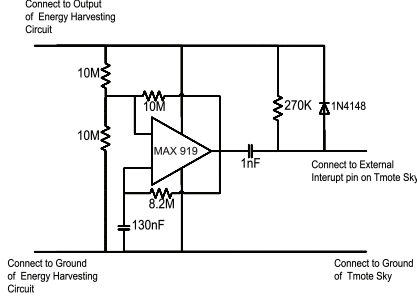 Connect to Output
of Energy Harvesting
Circuit
10M
10M
10M
270K
1N4148
MAX 919
1nF
Connect to External
Interupt pin on Tmote Sky
8.2M
130nF
Connect to Ground
of Energy Harvesting
Circuit
Connect to Ground
of Tmote Sky